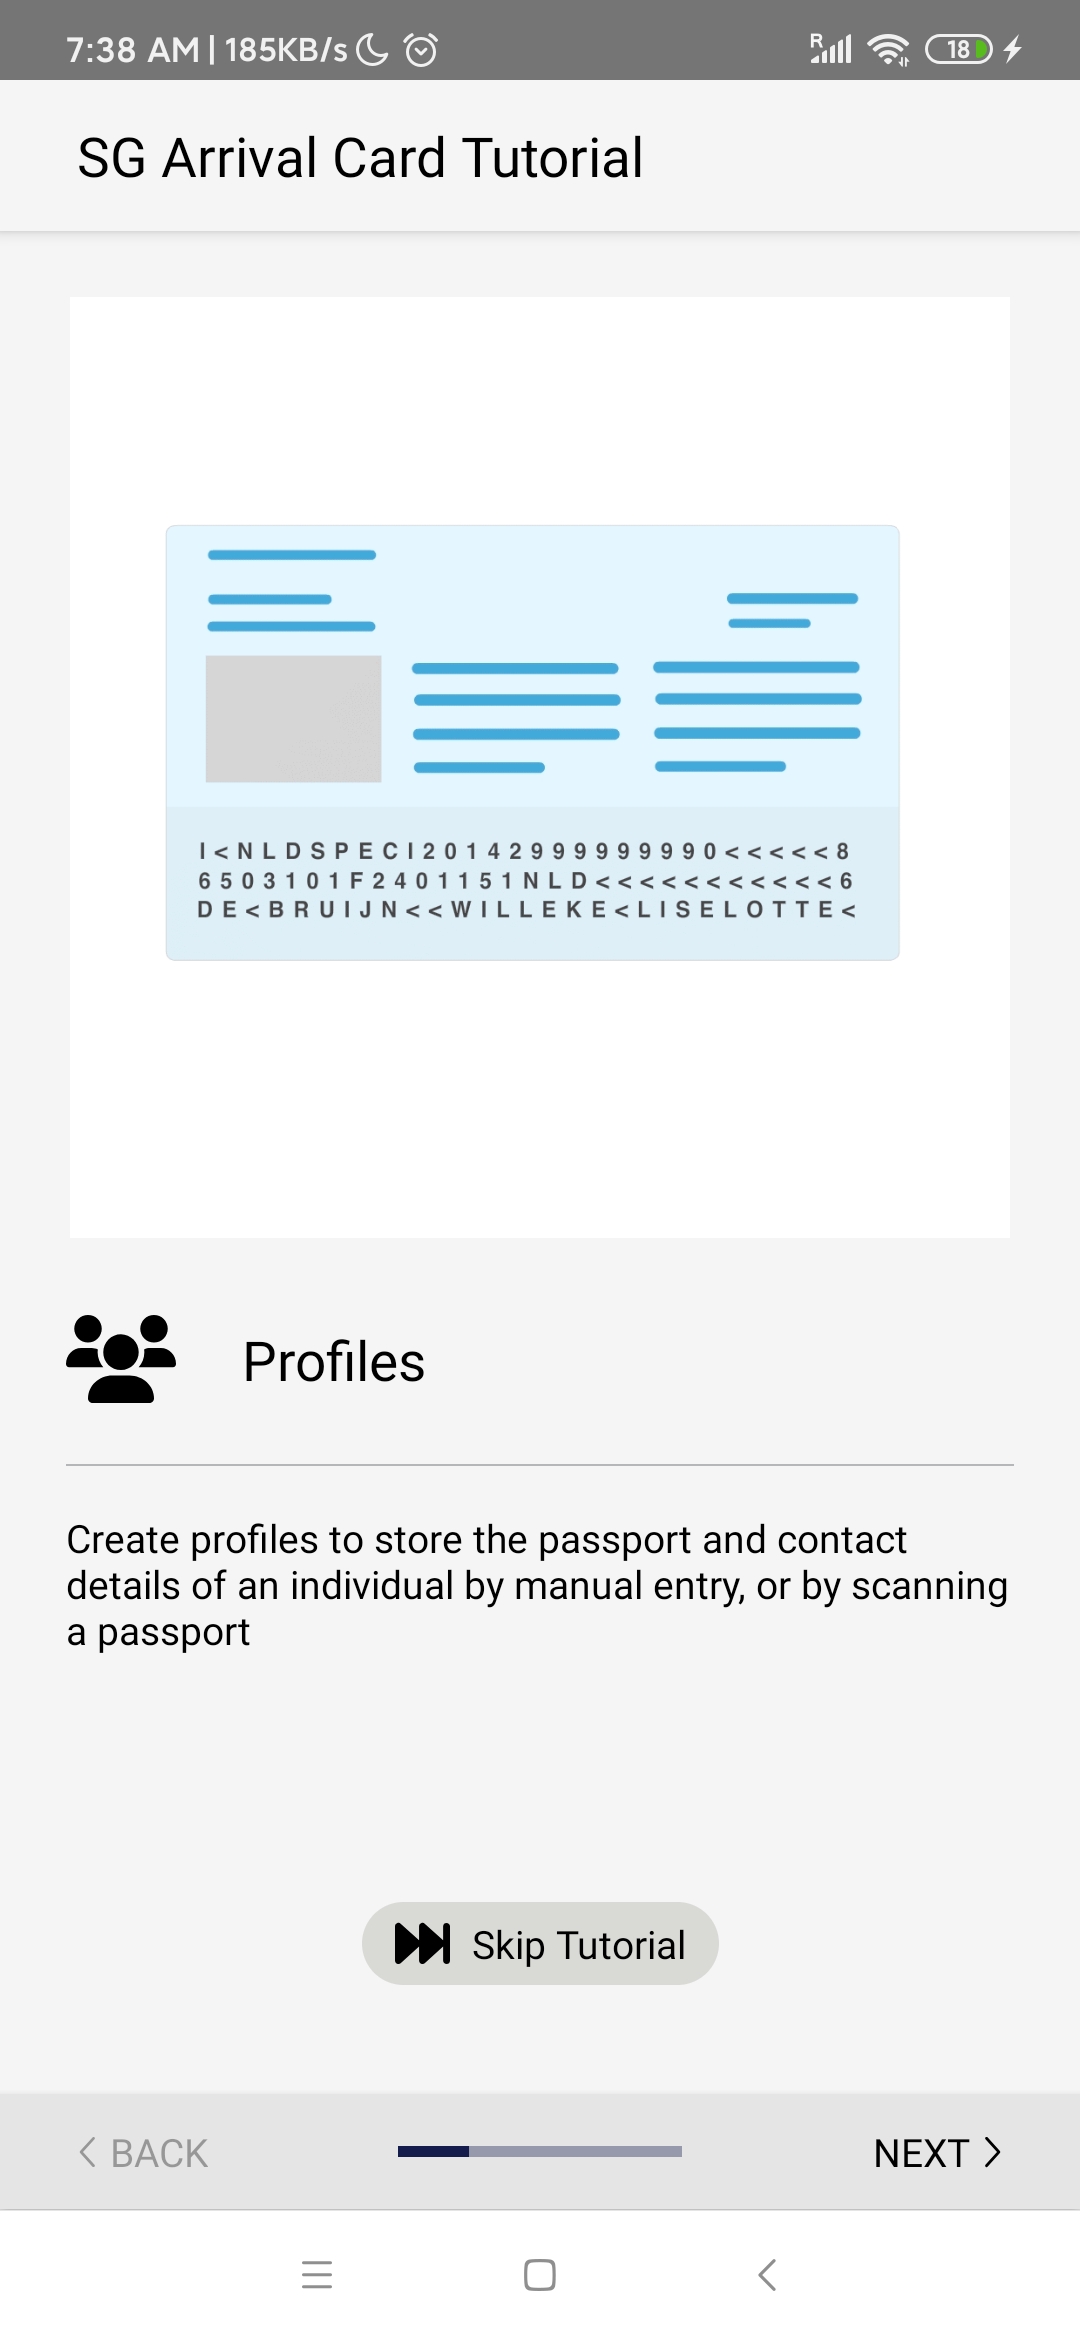 7:38 AM | 185KB/s
R
18
SG Arrival Card Tutorial
I<NLDSPECI20142999999990<<<<<8
6503101F2401151NLD<<<<<<<<<<<6
DE<BRUIJN<<WILLEKE<LISELOTTE<
Profiles
Create profiles to store the passport and contact
details of an individual by manual entry, or by scanning
a passport
Skip Tutorial
BACK
NEXT